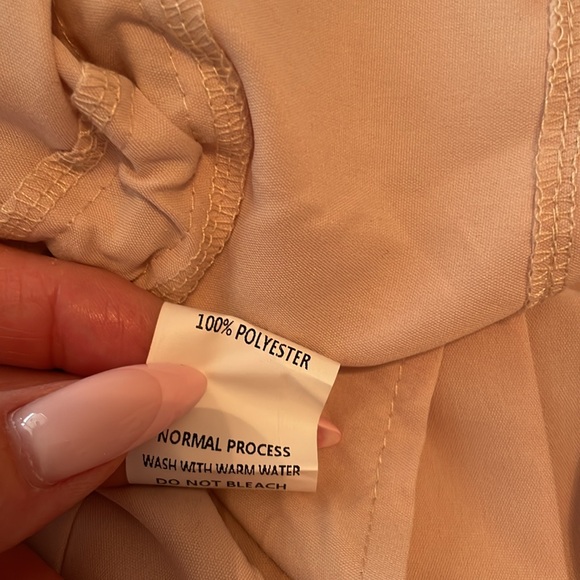 100% POLYESTER
NORMAL PROCESS
WASH WITH WARM WATER
DO NOT BLEACH